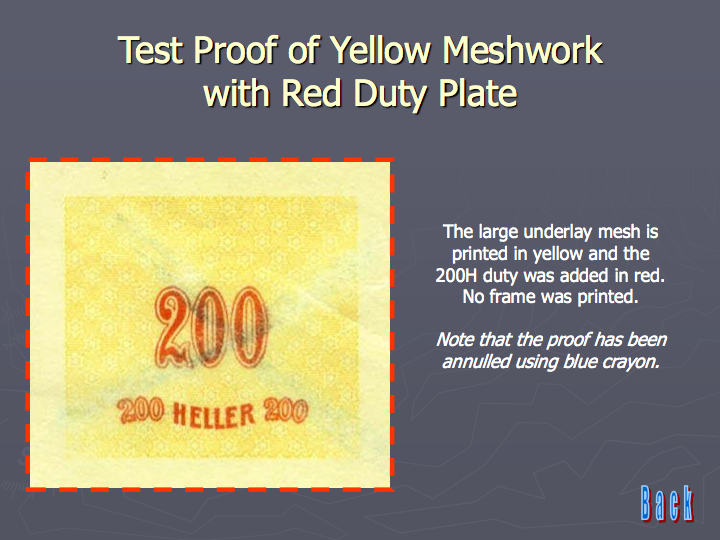 Test Proof of Yellow Meshwork
with Red Duty Plate
200
200 HELLER 200
The large underlay mesh is
printed in yellow and the
200H duty was added in red.
No frame was printed.
Note that the proof has been
annulled using blue crayon.
Back